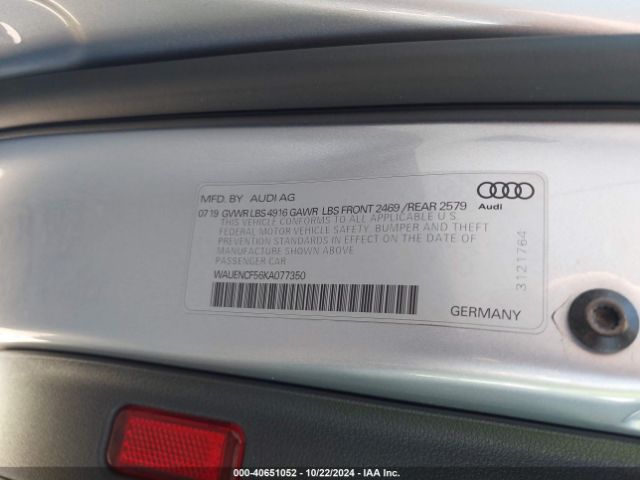 MFD. BY AUDI AG
07 19 GVWR LBS 4916 GAWR LBS FRONT 2469 /REAR 2579
THIS VEHICLE CONFORMS TO ALL APPLICABLE U.S.
FEDERAL MOTOR VEHICLE SAFETY, BUMPER AND THEFT
PREVENTION STANDARDS IN EFFECT ON THE DATE OF
MANUFACTURE SHOWN ABOVE.
PASSENGER CAR
WAUENCF56KA077350
Audi
3121764
GERMANY
000-40651052 - 10/22/2024 - IAA Inc.